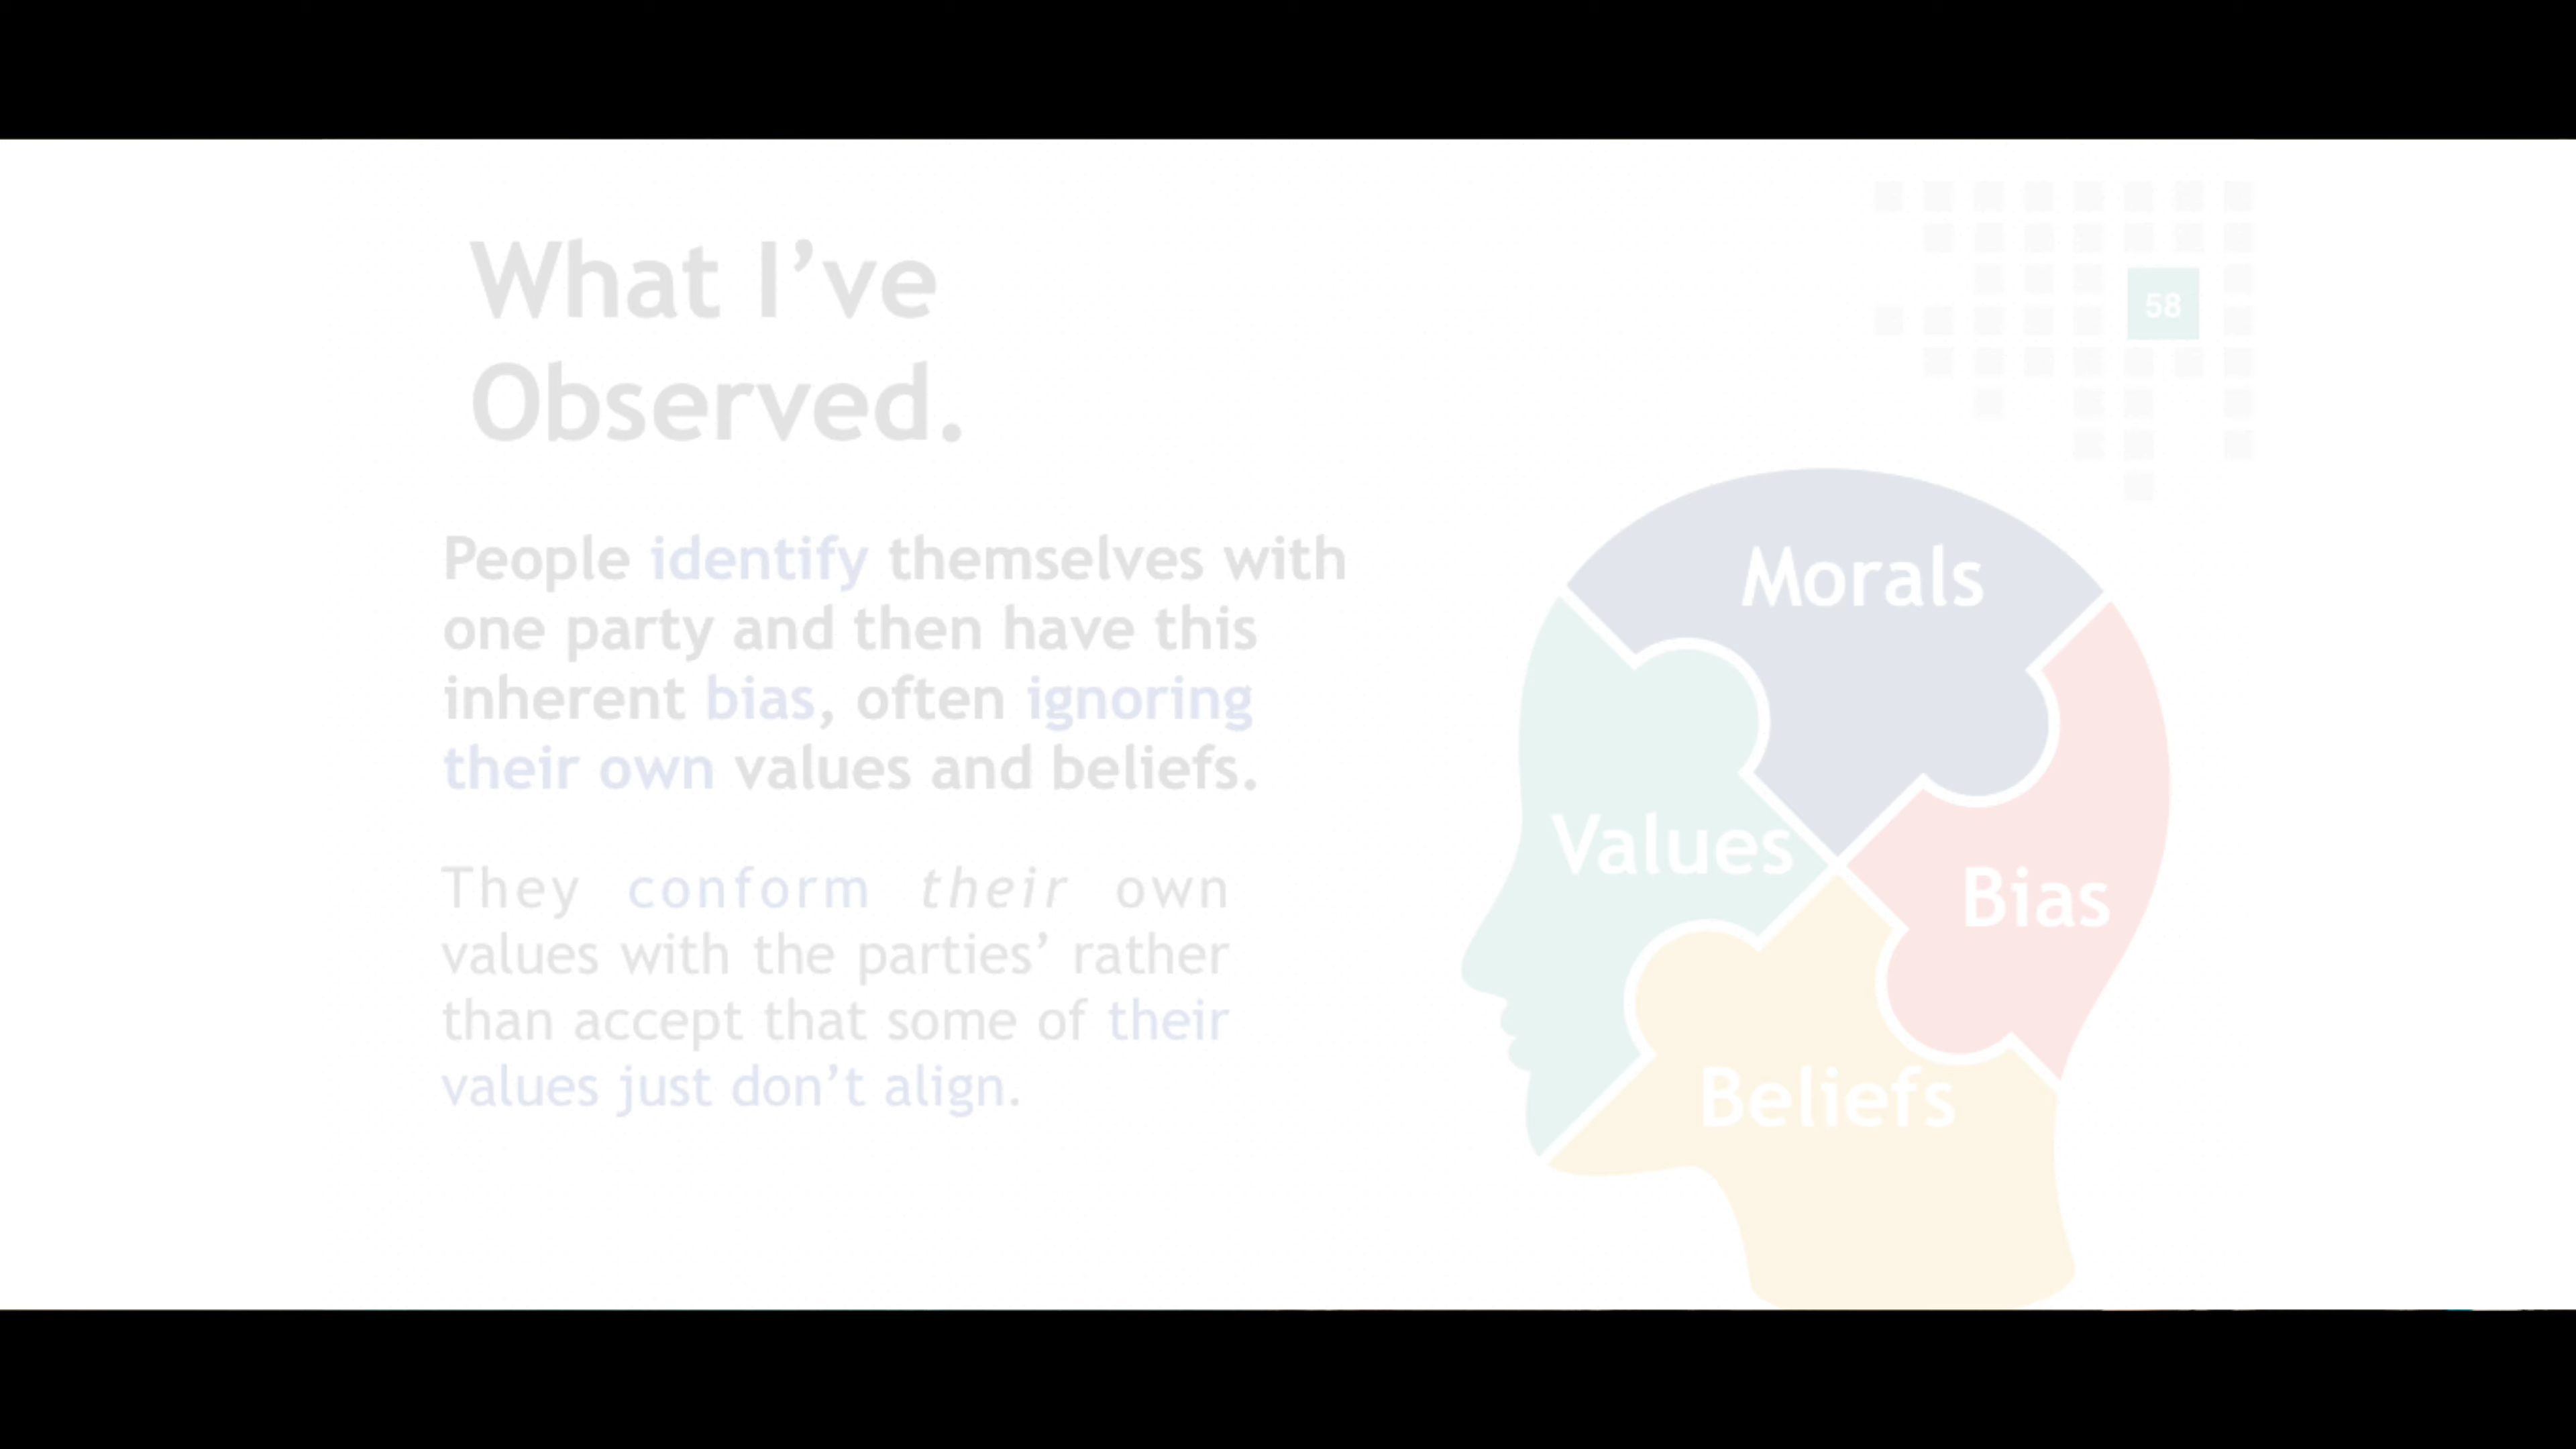 What I've
Observed.
58
People identify themselves with
one party and then have this
inherent bias, often ignoring
their own values and beliefs.
They conform their own
values with the parties’ rather
than accept that some of their
values just don’t align.
Morals
Values
Bias
Beliefs